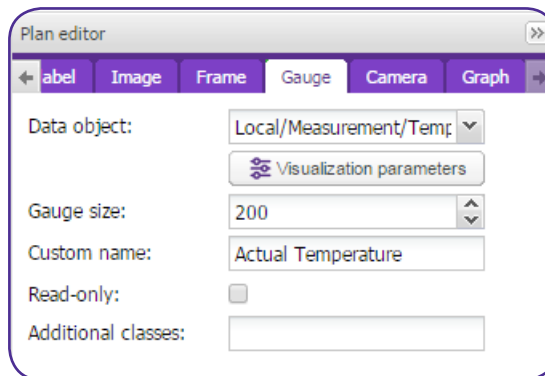 Plan editor
abel Image Frame Gauge Camera Graph
Data object: Local/Measurement/Temp
Visualization parameters
Gauge size: 200
Custom name: Actual Temperature
Read-only:
Additional classes: